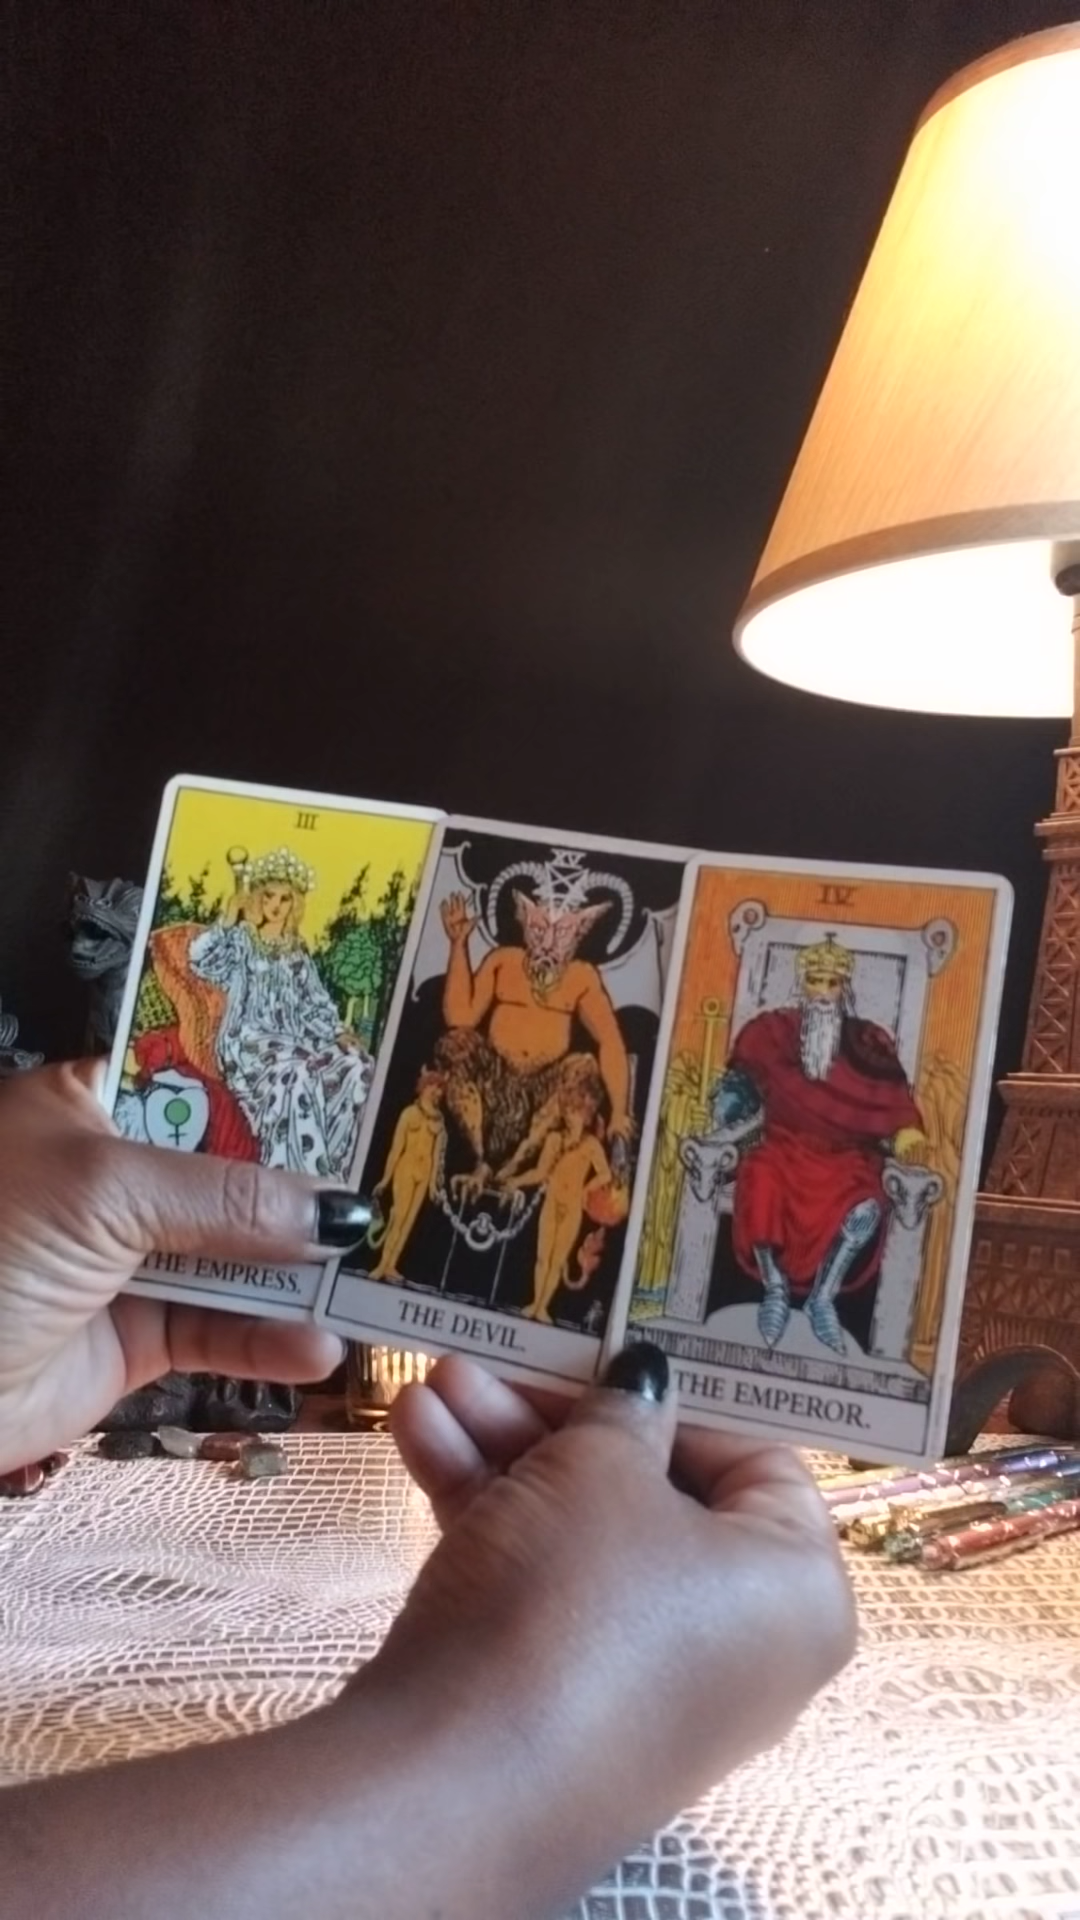 III
XV
IV
THE EMPRESS.
THE DEVIL.
THE EMPEROR.